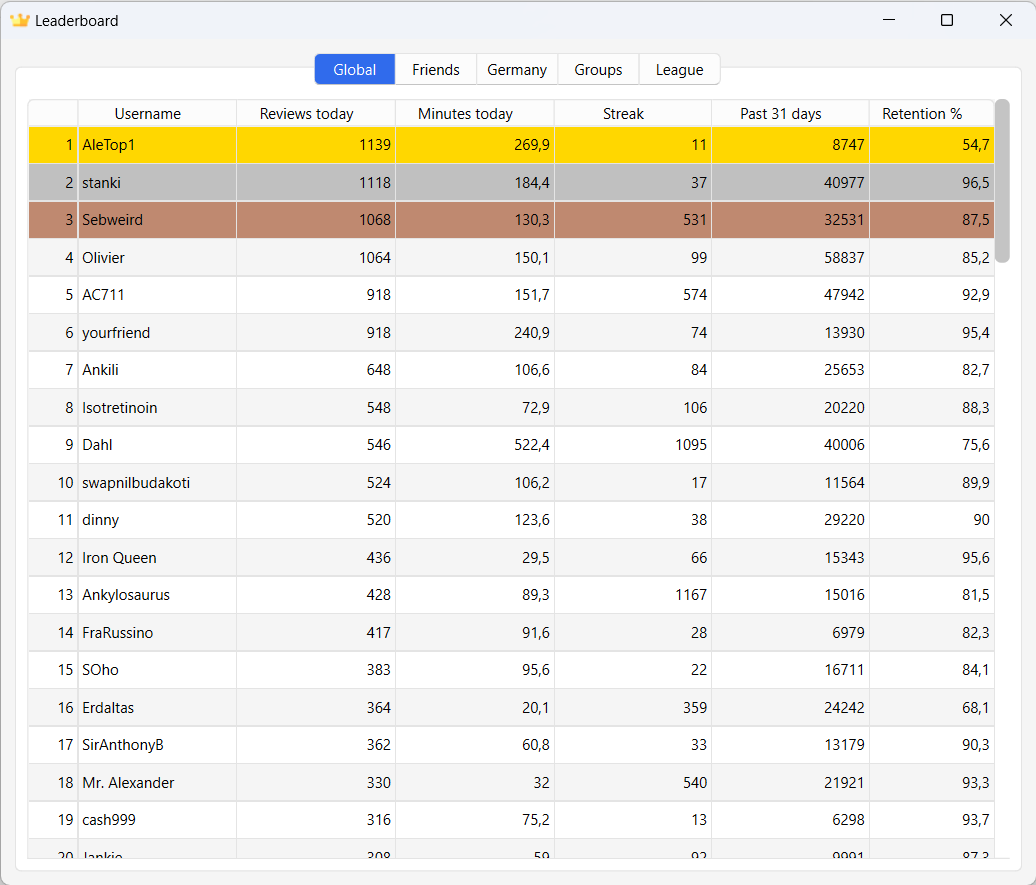 Leaderboard
Global Friends Germany Groups League
Username Reviews today Minutes today Streak Past 31 days Retention %
1 AleTop1 1139 269,9 11 8747 54,7
2 stanki 1118 184,4 37 40977 96,5
3 Sebweird 1068 130,3 531 32531 87,5
4 Olivier 1064 150,1 99 58837 85,2
5 AC711 918 151,7 574 47942 92,9
6 yourfriend 918 240,9 74 13930 95,4
7 Ankili 648 106,6 84 25653 82,7
8 Isotretinoin 548 72,9 106 20220 88,3
9 Dahl 546 522,4 1095 40006 75,6
10 swapnilbudakoti 524 106,2 17 11564 89,9
11 dinny 520 123,6 38 29220 90
12 Iron Queen 436 29,5 66 15343 95,6
13 Ankylosaurus 428 89,3 1167 15016 81,5
14 FraRussino 417 91,6 28 6979 82,3
15 SOho 383 95,6 22 16711 84,1
16 Erdaltas 364 20,1 359 24242 68,1
17 SirAnthonyB 362 60,8 33 13179 90,3
18 Mr. Alexander 330 32 540 21921 93,3
19 cash999 316 75,2 13 6298 93,7
20 59 92